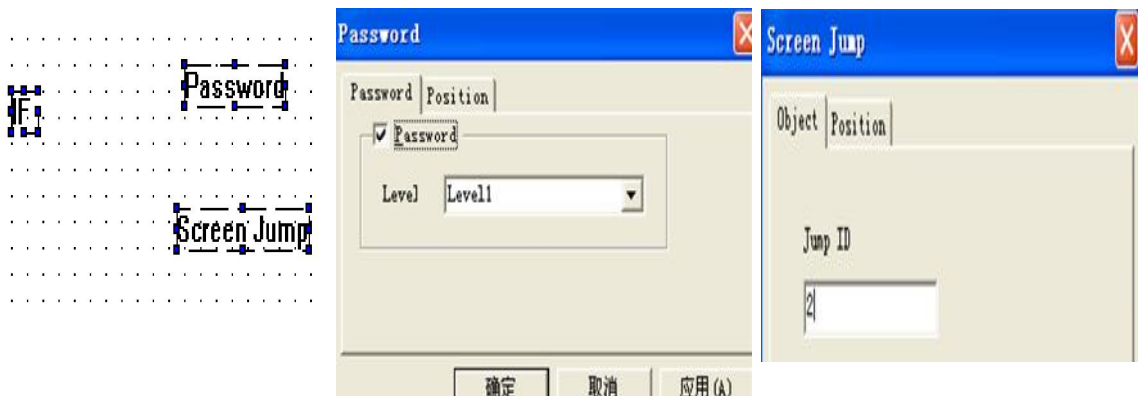 IF
Password
Screen Jump
Password
Password Position
Password
Level Level1
确定 取消 应用(A)
Screen Jump
Object Position
Jump ID
2